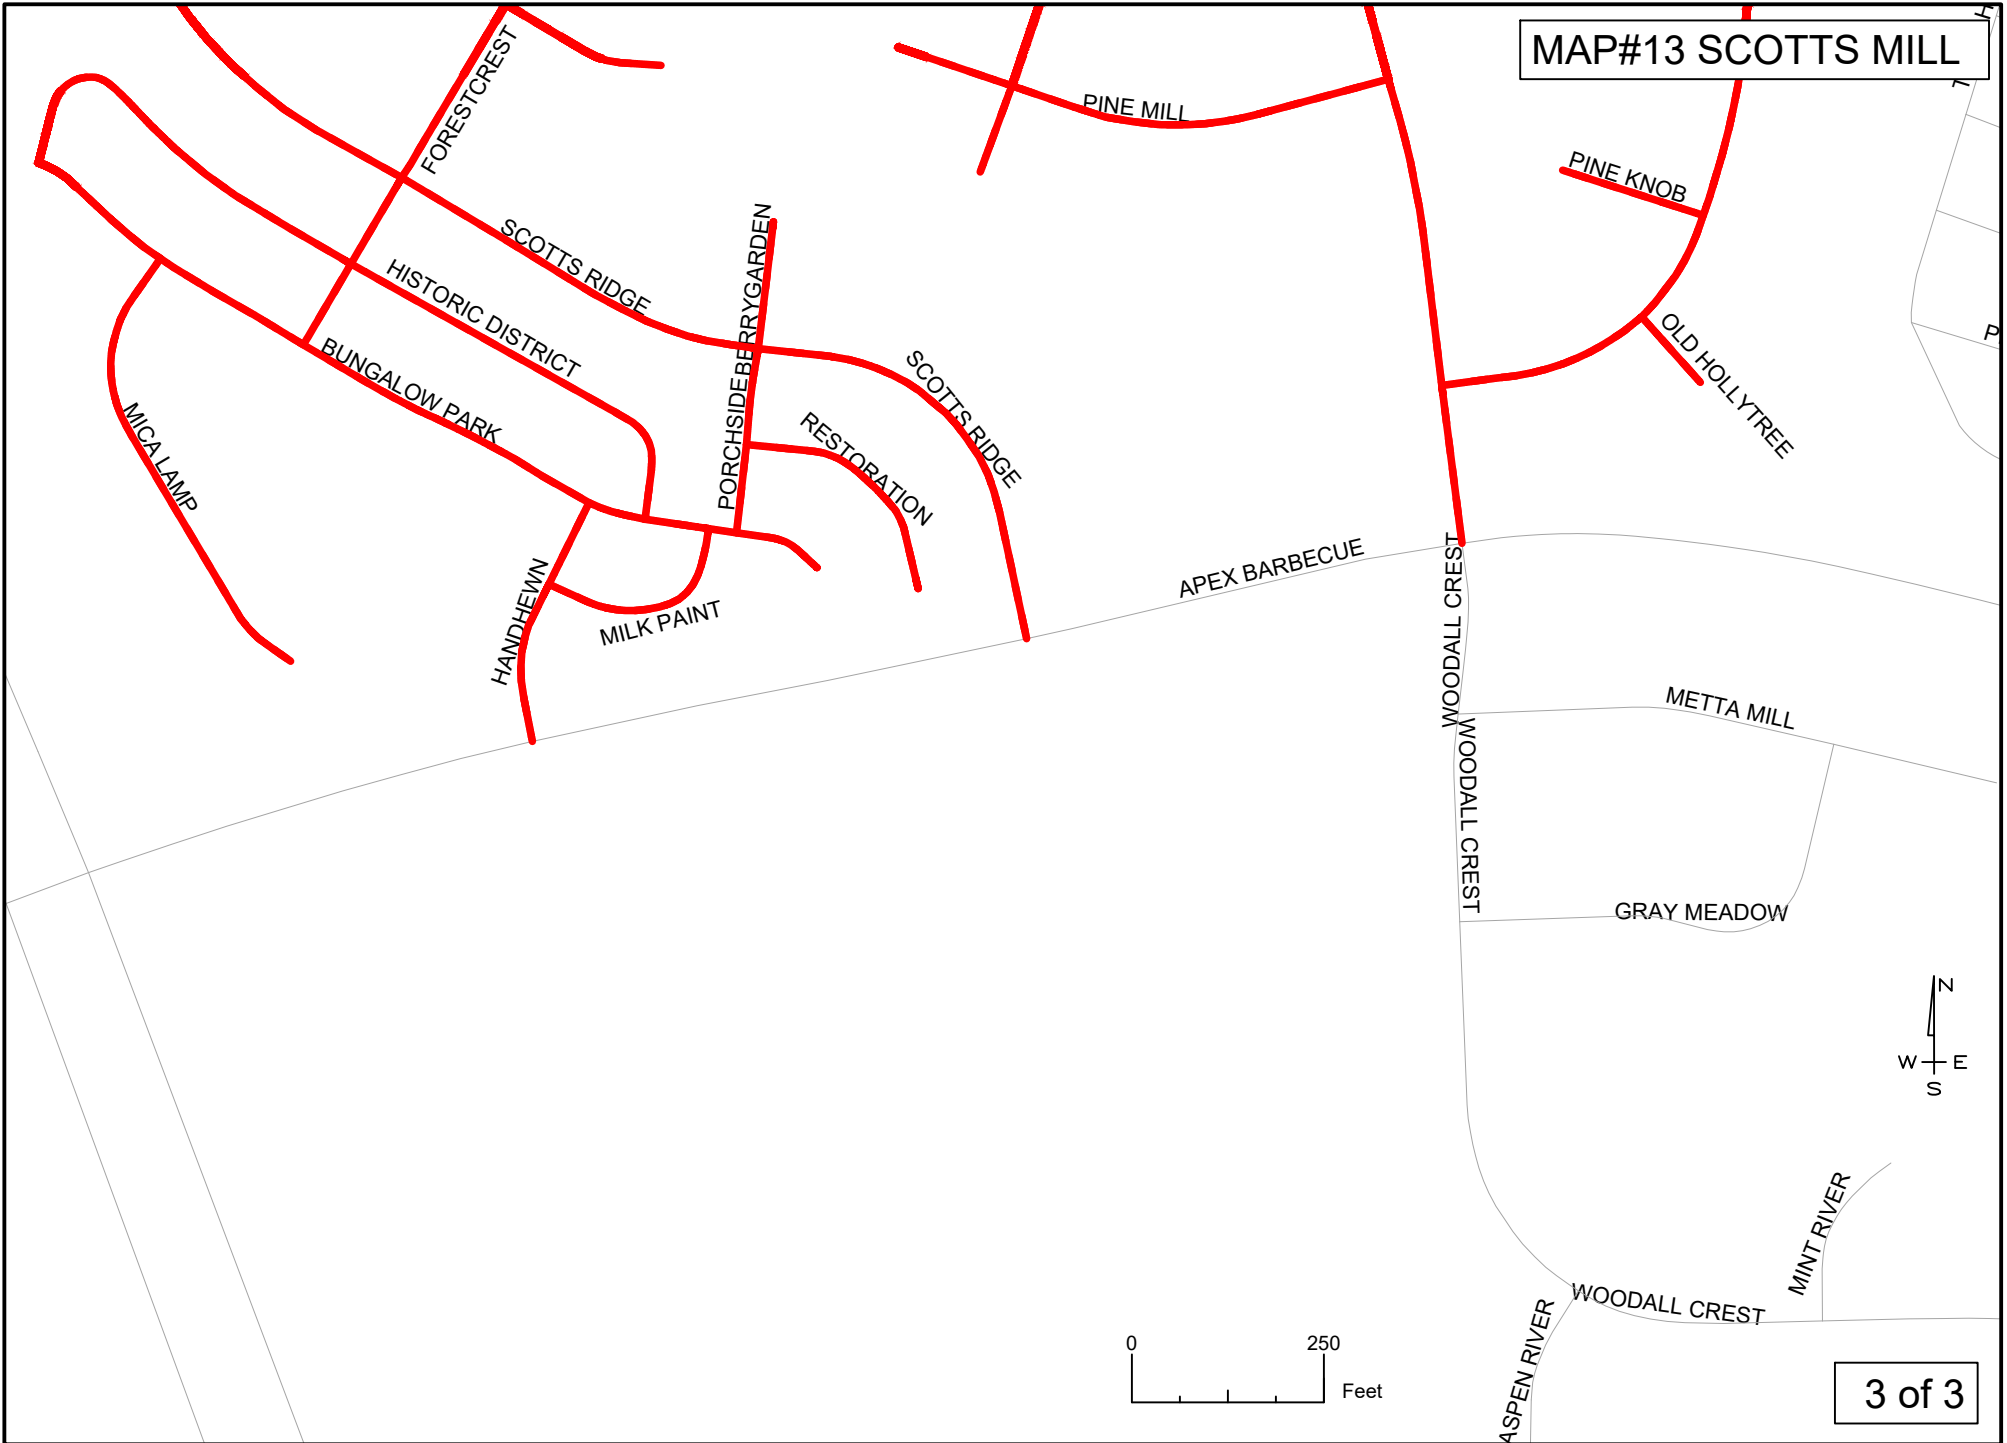 MAP#13 SCOTTS MILL
FORESTCREST
PINE MILL
PINE KNOB
SCOTTS RIDGE
PORCHSIDEBERRYGARDEN
HISTORIC DISTRICT
BUNGALOW PARK
SCOTTS RIDGE
OLD HOLLYTREE
MICA LAMP
RESTORATION
HANDHEWN
MILK PAINT
APEX BARBECUE
WOODALL CREST
METTA MILL
WOODALL CREST
GRAY MEADOW
N
W E
S
MINT RIVER
WOODALL CREST
ASPEN RIVER
0 250
Feet
3 of 3